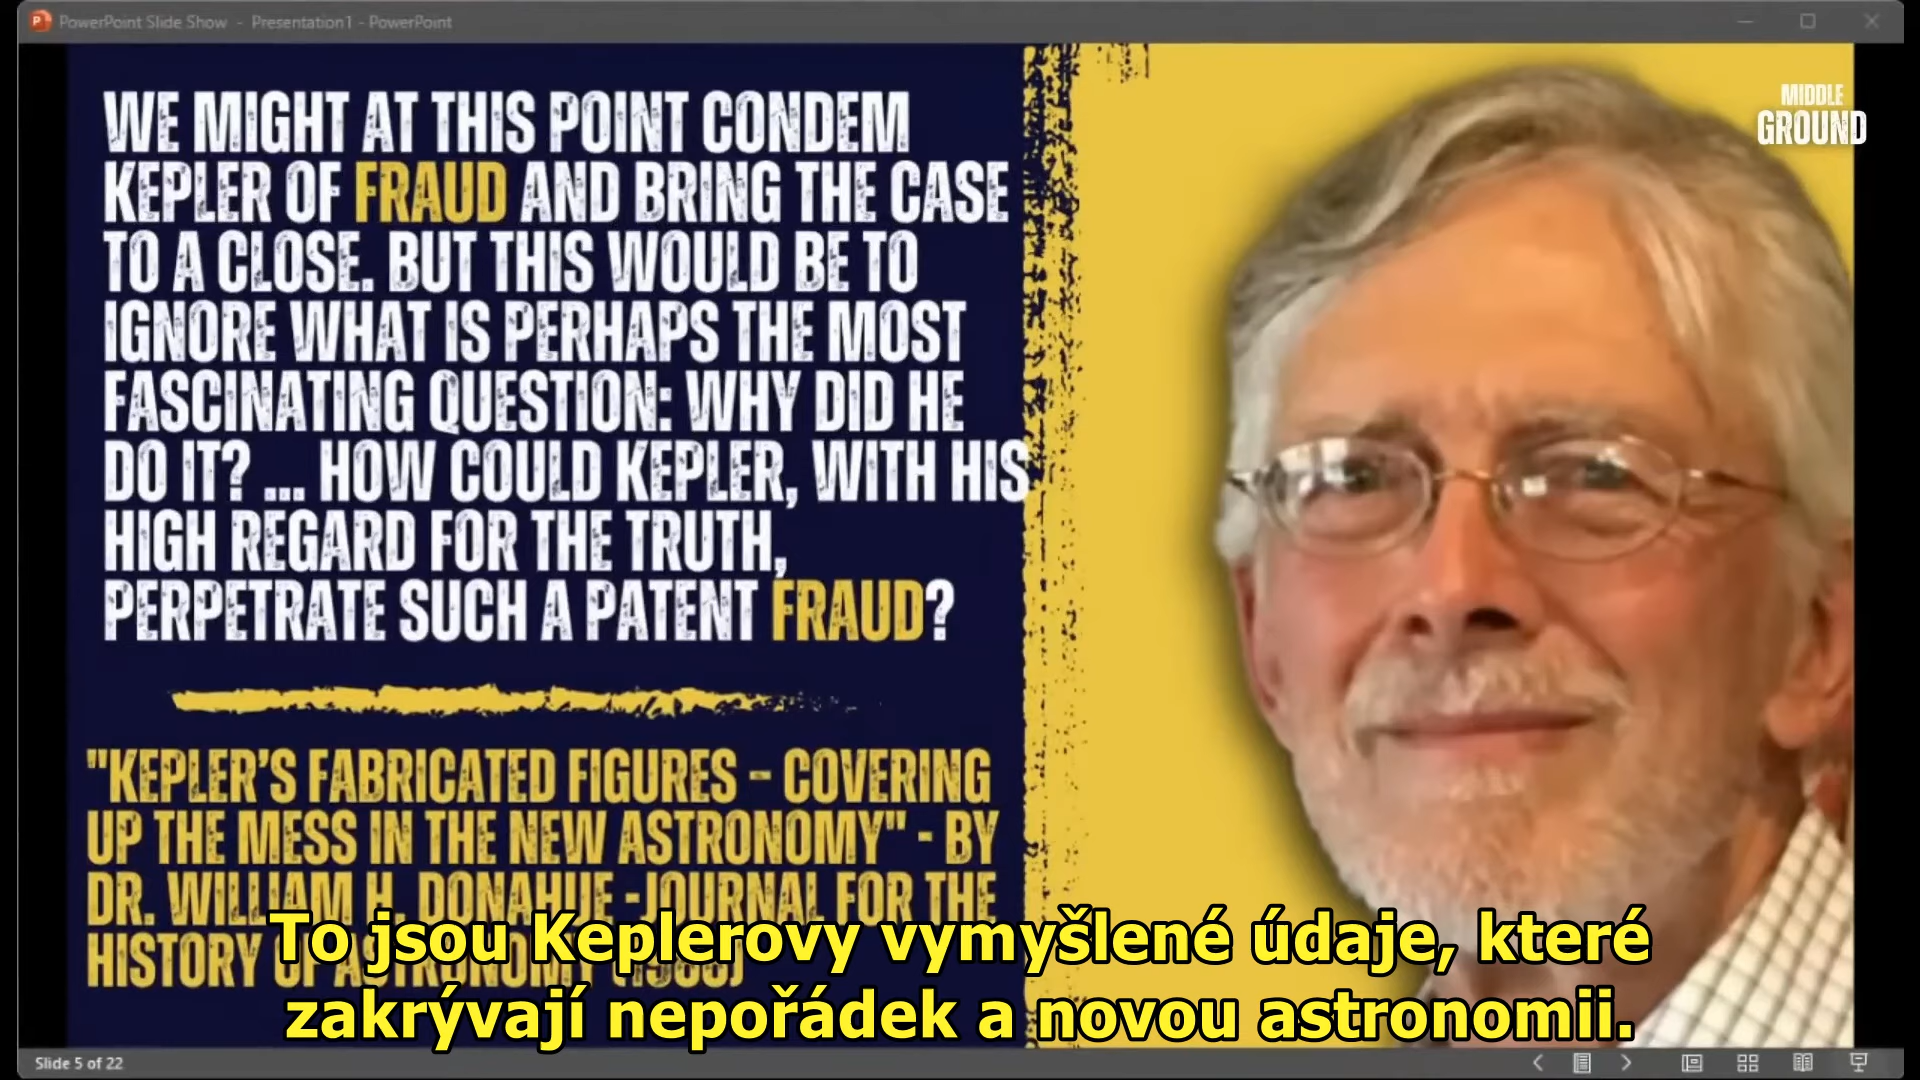 PowerPoint Slide Show - Presentation1 - PowerPoint
MIDDLE
GROUND
WE MIGHT AT THIS POINT CONDEM
KEPLER OF FRAUD AND BRING THE CASE
TO A CLOSE. BUT THIS WOULD BE TO
IGNORE WHAT IS PERHAPS THE MOST
FASCINATING QUESTION: WHY DID HE
DO IT? ... HOW COULD KEPLER, WITH HIS
HIGH REGARD FOR THE TRUTH,
PERPETRATE SUCH A PATENT FRAUD?
"KEPLER'S FABRICATED FIGURES – COVERING
UP THE MESS IN THE NEW ASTRONOMY" - BY
DR. WILLIAM H. DONAHUE -JOURNAL FOR THE
HISTORY OF ASTRONOMY
To jsou Keplerovy vymyšlené údaje, které
zakrývají nepořádek a novou astronomii.
Slide 5 of 22